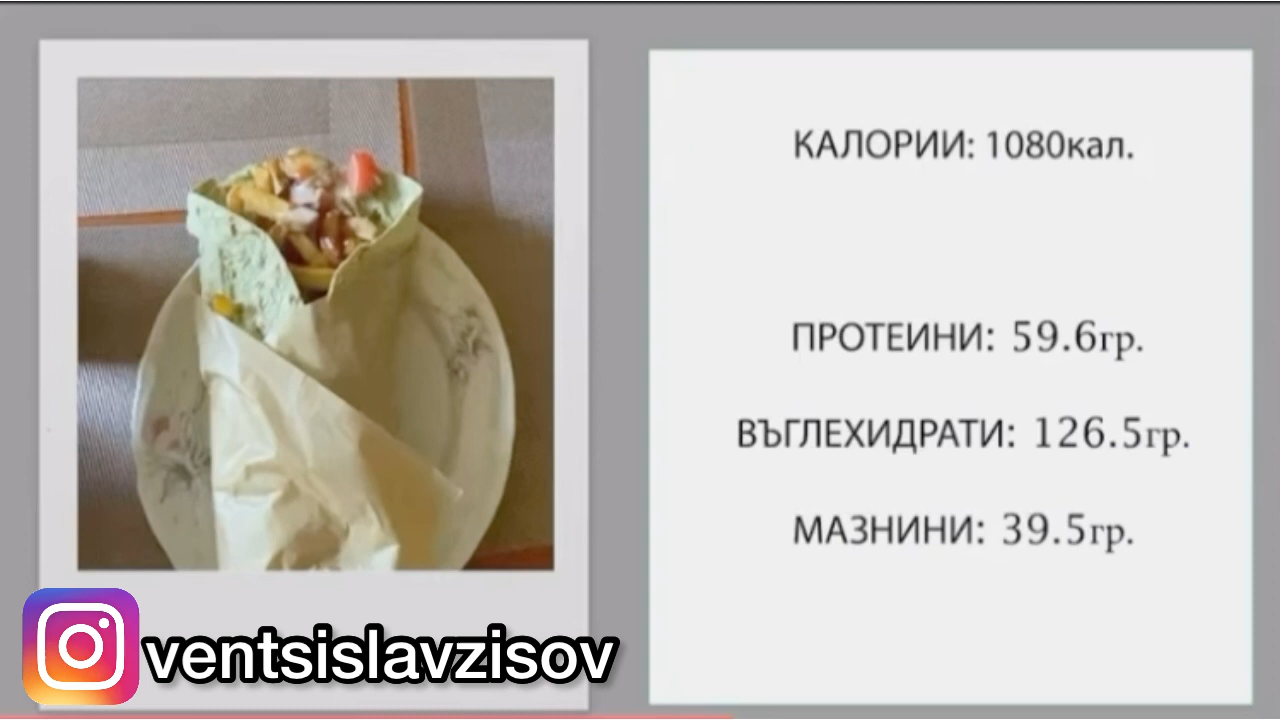 КАЛОРИИ: 1080кал.
ПРОТЕИНИ: 59.6гр.
ВЪГЛЕХИДРАТИ: 126.5гр.
МАЗНИНИ: 39.5гр.
ventsislavzisov